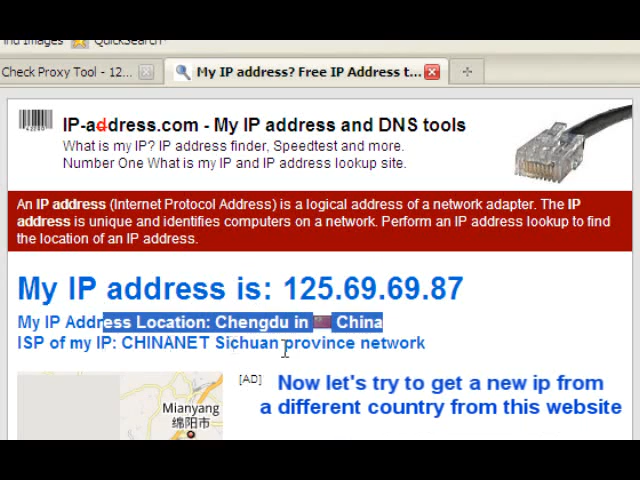 QuickSearch
Check Proxy Tool - 12...
My IP address? Free IP Address t...
IP-address.com - My IP address and DNS tools
What is my IP? IP address finder, Speedtest and more.
Number One What is my IP and IP address lookup site.
An IP address (Internet Protocol Address) is a logical address of a network adapter. The IP
address is unique and identifies computers on a network. Perform an IP address lookup to find
the location of an IP address.
My IP address is: 125.69.69.87
My IP Address Location: Chengdu in China
ISP of my IP: CHINANET Sichuan province network
[AD]
Now let's try to get a new ip from
a different country from this website
Mianyang
绵阳市